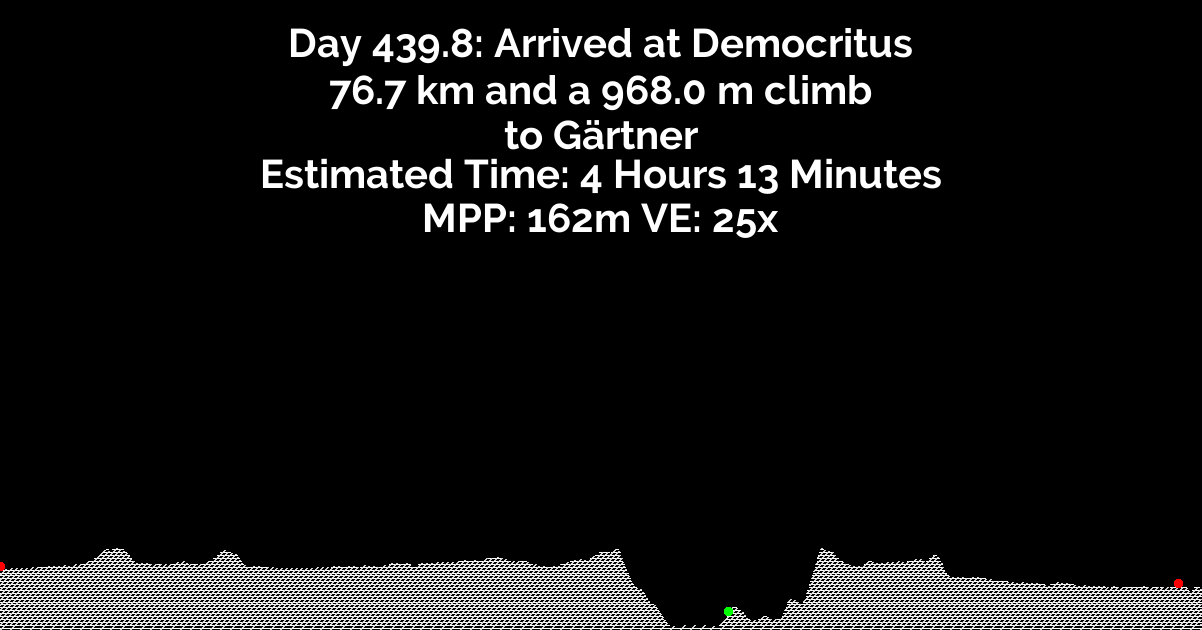 Day 439.8: Arrived at Democritus
76.7 km and a 968.0 m climb
to Gärtner
Estimated Time: 4 Hours 13 Minutes
MPP: 162m VE: 25x